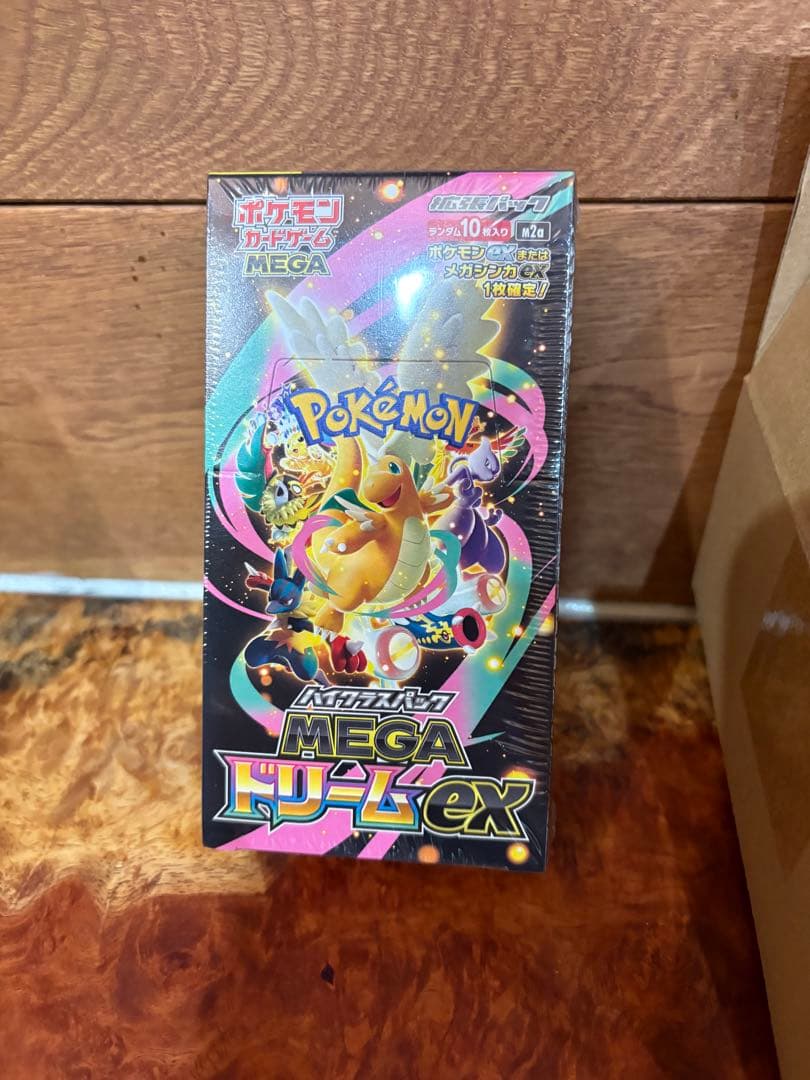 ポケモン
カードゲーム
MEGA
拡張パック
ランダム10枚入り M2a
ポケモンexまたは
メガシンカex
1枚確定!
POKéMON
ハイクラスパック
MEGA
ドリームex